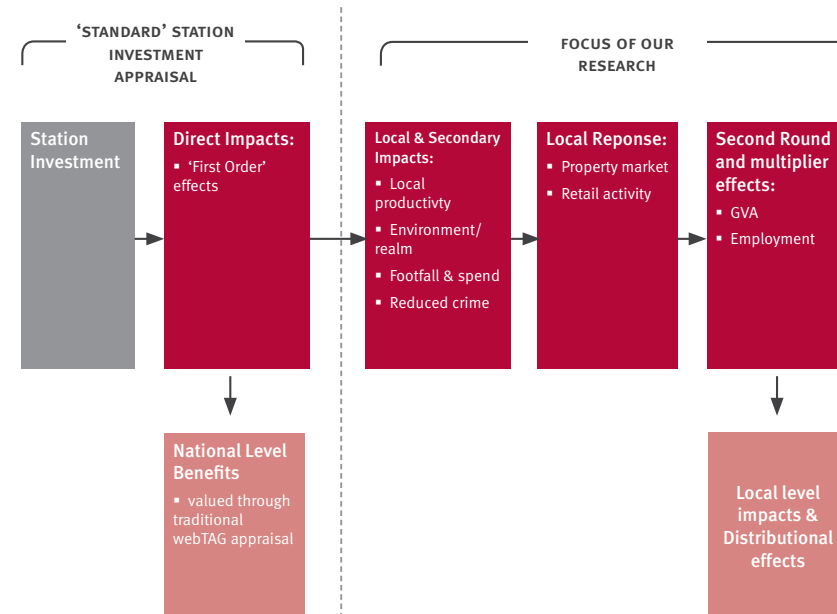 ‘STANDARD’ STATION
INVESTMENT
APPRAISAL
FOCUS OF OUR
RESEARCH
Station
Investment
Direct Impacts:
▪ ‘First Order’
effects
Local & Secondary
Impacts:
▪ Local
productivty
▪ Environment/
realm
▪ Footfall & spend
▪ Reduced crime
Local Reponse:
▪ Property market
▪ Retail activity
Second Round
and multiplier
effects:
▪ GVA
▪ Employment
National Level
Benefits
▪ valued through
traditional
webTAG appraisal
Local level
impacts &
Distributional
effects